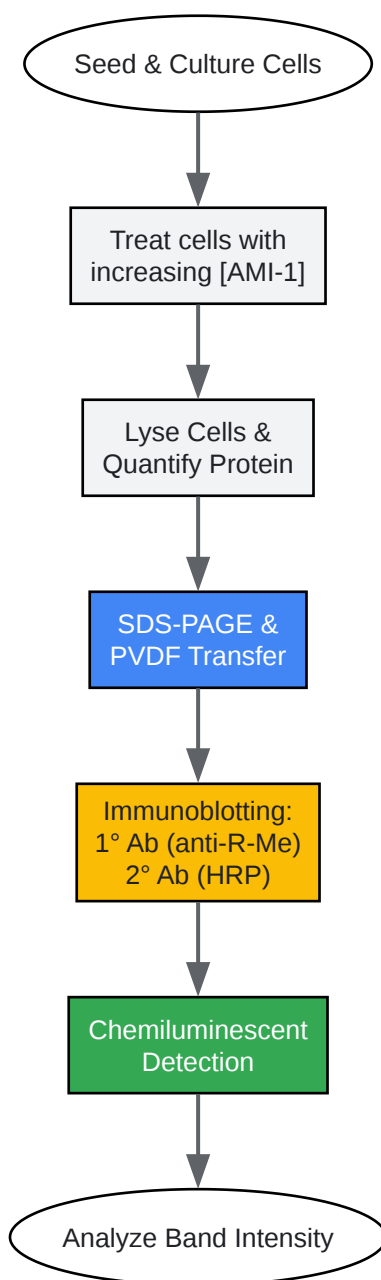 Seed & Culture Cells
Treat cells with
increasing [AMI-1]
Lyse Cells &
Quantify Protein
SDS-PAGE &
PVDF Transfer
Immunoblotting:
1° Ab (anti-R-Me)
2° Ab (HRP)
Chemiluminescent
Detection
Analyze Band Intensity